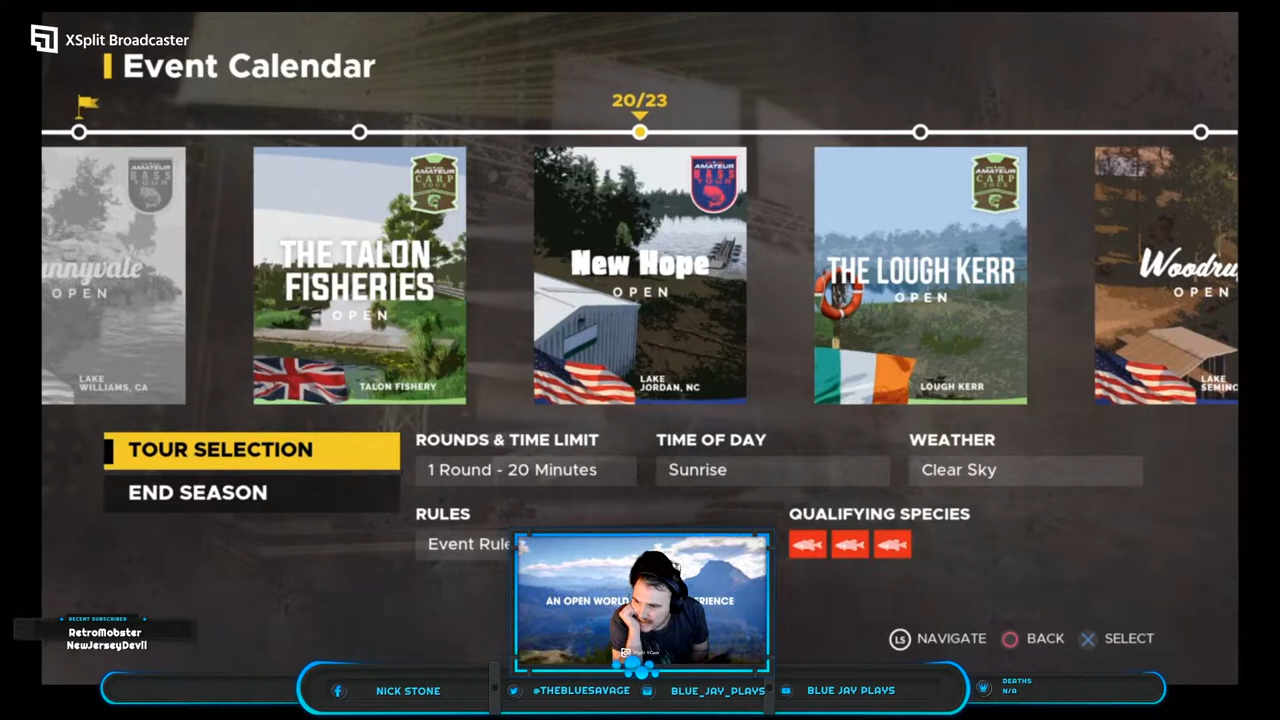 XSplit Broadcaster
Event Calendar
20/23
AMATEUR
BASS
TOUR
nnyvale
OPEN
LAKE
WILLIAMS, CA
AMATEUR
CARP
TOUR
THE TALON
FISHERIES
OPEN
TALON FISHERY
AMATEUR
BASS
TOUR
New Hope
OPEN
LAKE
JORDAN, NC
AMATEUR
CARP
TOUR
THE LOUGH KERR
OPEN
LOUGH KERR
Woodru
OPEN
LAKE
SEMINO
TOUR SELECTION
END SEASON
ROUNDS & TIME LIMIT
1 Round - 20 Minutes
TIME OF DAY
Sunrise
WEATHER
Clear Sky
RULES
Event Rule
QUALIFYING SPECIES
AN OPEN WORLD
ERIENCE
XSplit VCam
RECENT SUBSCRIBER
RetroMobster
NewJerseyDevil
LS NAVIGATE
BACK
SELECT
NICK STONE
@THEBLUESAVAGE
BLUE_JAY_PLAYS
BLUE JAY PLAYS
DEATHS
N/A